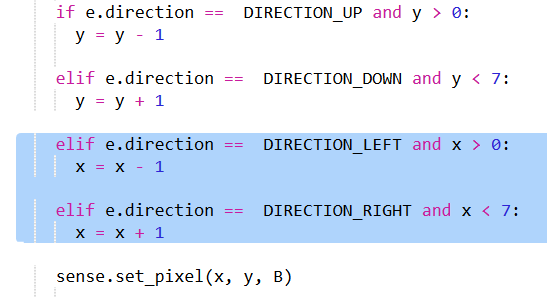 if e.direction ==  DIRECTION_UP and y > 0:
y = y - 1
elif e.direction ==  DIRECTION_DOWN and y < 7:
y = y + 1
elif e.direction ==  DIRECTION_LEFT and x > 0:
x = x - 1
elif e.direction ==  DIRECTION_RIGHT and x < 7:
x = x + 1
sense.set_pixel(x, y, B)